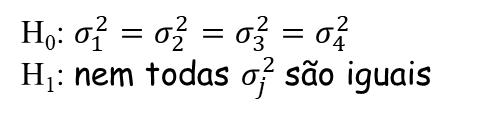 H₀: σ₁² = σ₂² = σ₃² = σ₄²
H₁: nem todas σⱼ² são iguais